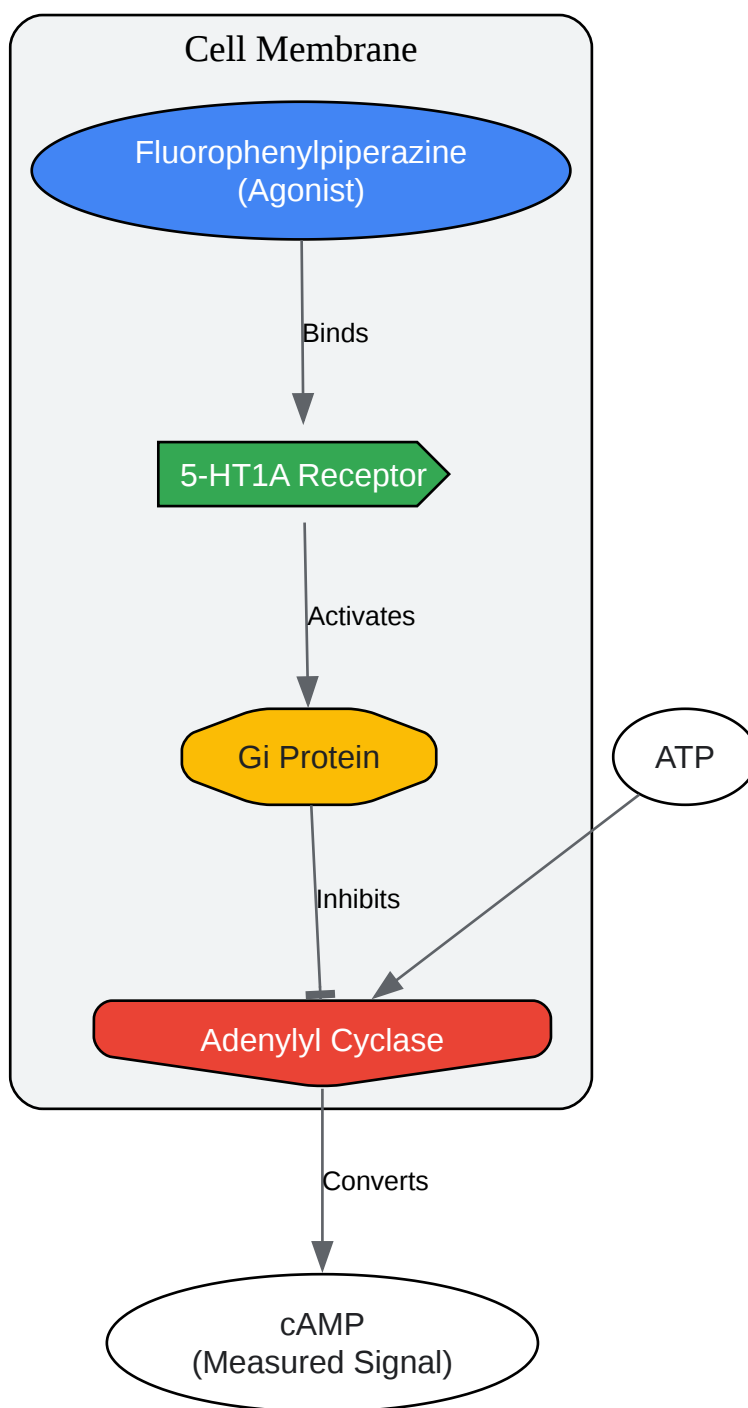 Cell Membrane
Fluorophenylpiperazine
(Agonist)
Binds
5-HT1A Receptor
Activates
Gi Protein
ATP
Inhibits
Adenylyl Cyclase
Converts
cAMP
(Measured Signal)